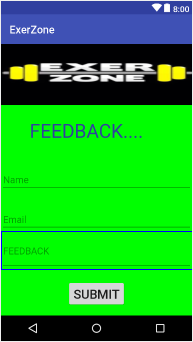 8:00
ExerZone
EXER
ZONE
FEEDBACK....
Name
Email
FEEDBACK
SUBMIT